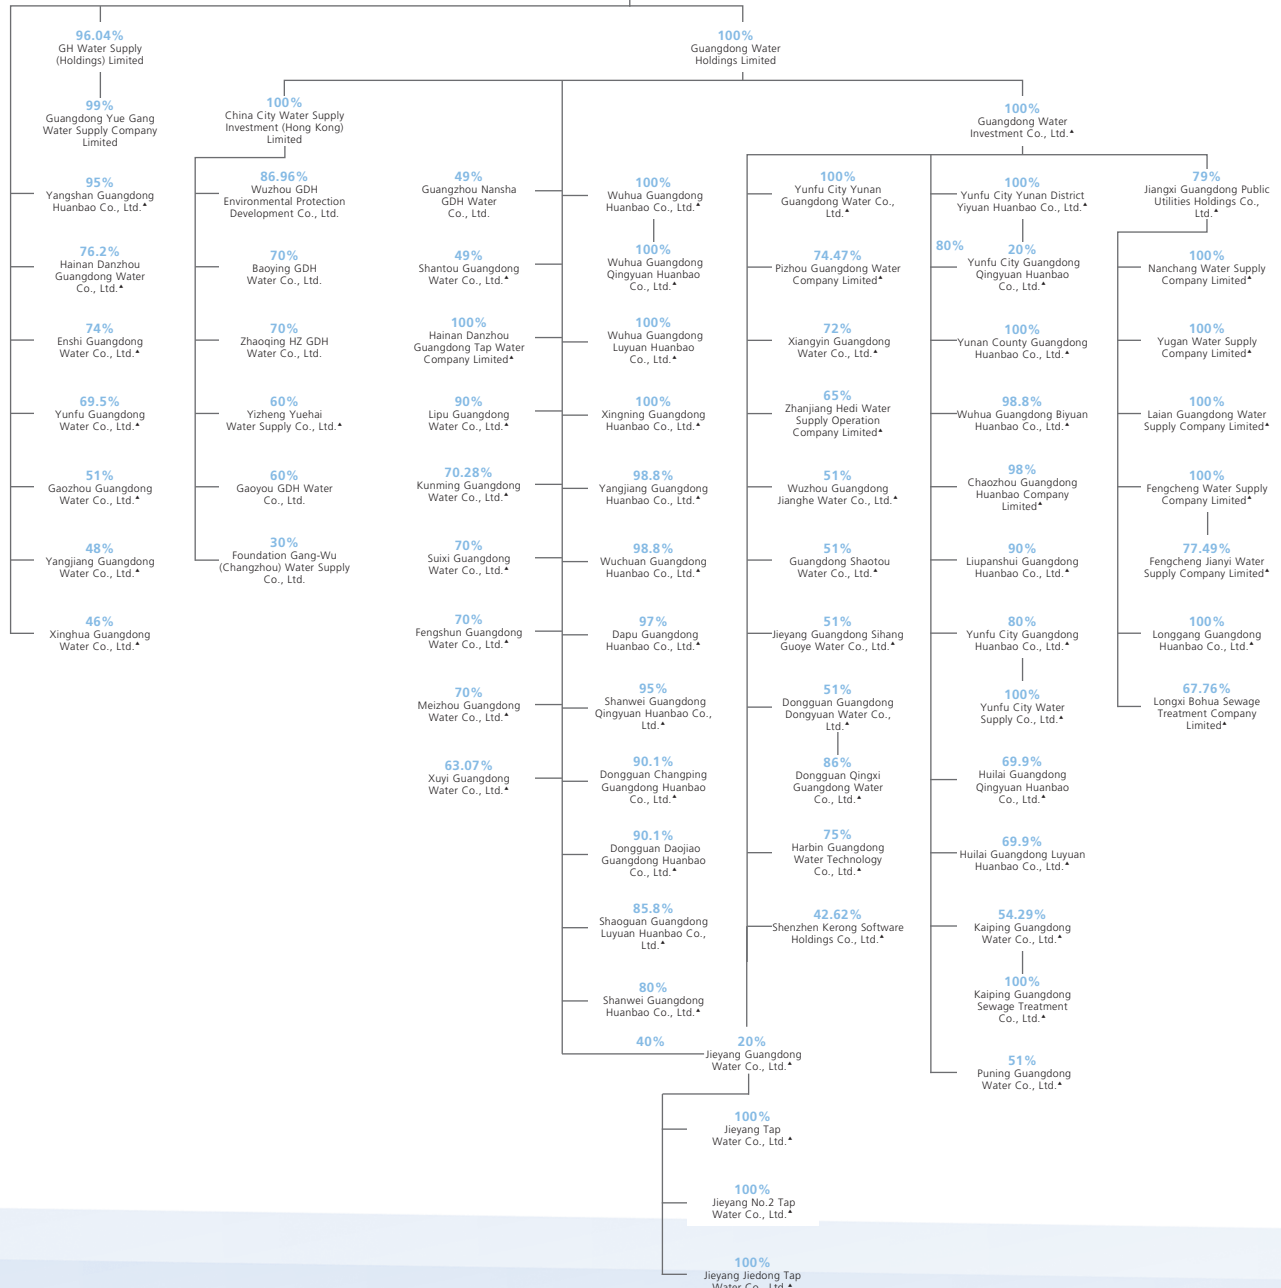 96.04%
GH Water Supply
(Holdings) Limited
99%
Guangdong Yue Gang
Water Supply Company
Limited
95%
Yangshan Guangdong
Huanbao Co., Ltd.▲
76.2%
Hainan Danzhou
Guangdong Water
Co., Ltd.▲
74%
Enshi Guangdong
Water Co., Ltd.▲
69.5%
Yunfu Guangdong
Water Co., Ltd.▲
51%
Gaozhou Guangdong
Water Co., Ltd.▲
48%
Yangjiang Guangdong
Water Co., Ltd.▲
46%
Xinghua Guangdong
Water Co., Ltd.▲
100%
Guangdong Water
Holdings Limited
100%
China City Water Supply
Investment (Hong Kong)
Limited
86.96%
Wuzhou GDH
Environmental Protection
Development Co., Ltd.
70%
Baoying GDH
Water Co., Ltd.
70%
Zhaoqing HZ GDH
Water Co., Ltd.
60%
Yizheng Yuehai
Water Supply Co., Ltd.▲
60%
Gaoyou GDH Water
Co., Ltd.
30%
Foundation Gang-Wu
(Changzhou) Water Supply
Co., Ltd.
49%
Guangzhou Nansha
GDH Water
Co., Ltd.
49%
Shantou Guangdong
Water Co., Ltd.▲
100%
Hainan Danzhou
Guangdong Tap Water
Company Limited▲
90%
Lipu Guangdong
Water Co., Ltd.▲
70.28%
Kunming Guangdong
Water Co., Ltd.▲
70%
Suixi Guangdong
Water Co., Ltd.▲
70%
Fengshun Guangdong
Water Co., Ltd.▲
70%
Meizhou Guangdong
Water Co., Ltd.▲
63.07%
Xuyi Guangdong
Water Co., Ltd.▲
100%
Wuhua Guangdong
Huanbao Co., Ltd.▲
100%
Wuhua Guangdong
Qingyuan Huanbao
Co., Ltd.▲
100%
Wuhua Guangdong
Luyuan Huanbao
Co., Ltd.▲
100%
Xingning Guangdong
Huanbao Co., Ltd.▲
98.8%
Yangjiang Guangdong
Huanbao Co., Ltd.▲
98.8%
Wuchuan Guangdong
Huanbao Co., Ltd.▲
97%
Dapu Guangdong
Huanbao Co., Ltd.▲
95%
Shanwei Guangdong
Qingyuan Huanbao Co.,
Ltd.▲
90.1%
Dongguan Changping
Guangdong Huanbao
Co., Ltd.▲
90.1%
Dongguan Daojiao
Guangdong Huanbao
Co., Ltd.▲
85.8%
Shaoguan Guangdong
Luyuan Huanbao Co.,
Ltd.▲
80%
Shanwei Guangdong
Huanbao Co., Ltd.▲
100%
Guangdong Water
Investment Co., Ltd.▲
100%
Yunfu City Yunan
Guangdong Water Co.,
Ltd.▲
74.47%
Pizhou Guangdong Water
Company Limited▲
72%
Xiangyin Guangdong
Water Co., Ltd.▲
65%
Zhanjiang Hedi Water
Supply Operation
Company Limited▲
51%
Wuzhou Guangdong
Jianghe Water Co., Ltd.▲
51%
Guangdong Shaotou
Water Co., Ltd.▲
51%
Jieyang Guangdong Sihang
Guoye Water Co., Ltd.▲
51%
Dongguan Guangdong
Dongyuan Water Co.,
Ltd.▲
86%
Dongguan Qingxi
Guangdong Water
Co., Ltd.▲
75%
Harbin Guangdong
Water Technology
Co., Ltd.▲
42.62%
Shenzhen Kerong Software
Holdings Co., Ltd.▲
40%
20%
Jieyang Guangdong
Water Co., Ltd.▲
100%
Jieyang Tap
Water Co., Ltd.▲
100%
Jieyang No.2 Tap
Water Co., Ltd.▲
100%
Jieyang Jiedong Tap
Water Co., Ltd.▲
100%
Yunfu City Yunan District
Yiyuan Huanbao Co., Ltd.▲
80%
20%
Yunfu City Guangdong
Qingyuan Huanbao
Co., Ltd.▲
100%
Yunan County Guangdong
Huanbao Co., Ltd.▲
98.8%
Wuhua Guangdong Biyuan
Huanbao Co., Ltd.▲
98%
Chaozhou Guangdong
Huanbao Company
Limited▲
90%
Liupanshui Guangdong
Huanbao Co., Ltd.▲
80%
Yunfu City Guangdong
Huanbao Co., Ltd.▲
100%
Yunfu City Water
Supply Co., Ltd.▲
69.9%
Huilai Guangdong
Qingyuan Huanbao
Co., Ltd.▲
69.9%
Huilai Guangdong Luyuan
Huanbao Co., Ltd.▲
54.29%
Kaiping Guangdong
Water Co., Ltd.▲
100%
Kaiping Guangdong
Sewage Treatment
Co., Ltd.▲
51%
Puning Guangdong
Water Co., Ltd.▲
79%
Jiangxi Guangdong Public
Utilities Holdings Co.,
Ltd.▲
100%
Nanchang Water Supply
Company Limited▲
100%
Yugan Water Supply
Company Limited▲
100%
Laian Guangdong Water
Supply Company Limited▲
100%
Fengcheng Water Supply
Company Limited▲
77.49%
Fengcheng Jianyi Water
Supply Company Limited▲
100%
Longgang Guangdong
Huanbao Co., Ltd.▲
67.76%
Longxi Bohua Sewage
Treatment Company
Limited▲